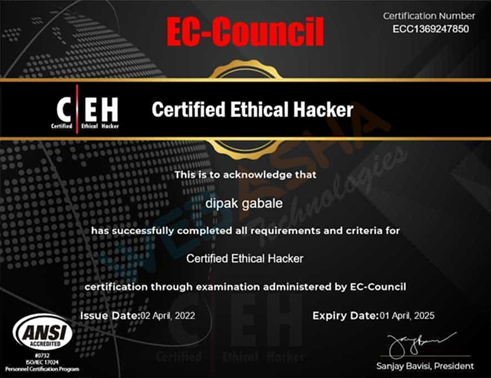 EC-Council
Certification Number
ECC1369247850
C|EH
Certified Ethical Hacker
Certified Ethical Hacker
This is to acknowledge that
dipak gabale
has successfully completed all requirements and criteria for
Certified Ethical Hacker
certification through examination administered by EC-Council
Issue Date:02 April, 2022
Expiry Date:01 April, 2025
WEB ASHA
Technologies
C|EH
Certified Ethical Hacker
ANSI
ACCREDITED
#0732
ISO/IEC 17024
Personnel Certification Program
Sanjay Bavisi, President